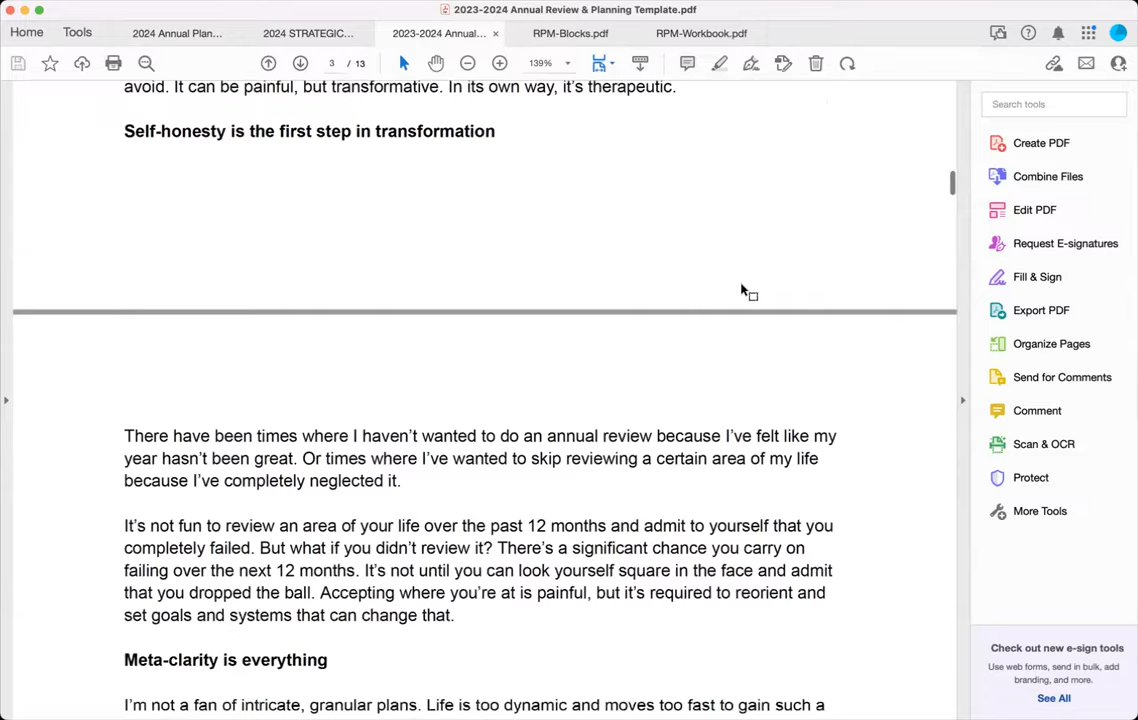 2023-2024 Annual Review & Planning Template.pdf
Home
Tools
2024 Annual Plan...
2024 STRATEGIC...
2023-2024 Annual...
RPM-Blocks.pdf
RPM-Workbook.pdf
3 / 13
139%
avoid. It can be painful, but transformative. In its own way, it's therapeutic.
Self-honesty is the first step in transformation
There have been times where I haven't wanted to do an annual review because I've felt like my
year hasn't been great. Or times where I've wanted to skip reviewing a certain area of my life
because I've completely neglected it.
It's not fun to review an area of your life over the past 12 months and admit to yourself that you
completely failed. But what if you didn't review it? There's a significant chance you carry on
failing over the next 12 months. It's not until you can look yourself square in the face and admit
that you dropped the ball. Accepting where you're at is painful, but it's required to reorient and
set goals and systems that can change that.
Meta-clarity is everything
I'm not a fan of intricate, granular plans. Life is too dynamic and moves too fast to gain such a
Search tools
Create PDF
Combine Files
Edit PDF
Request E-signatures
Fill & Sign
Export PDF
Organize Pages
Send for Comments
Comment
Scan & OCR
Protect
More Tools
Check out new e-sign tools
Use web forms, send in bulk, add
branding, and more.
See All